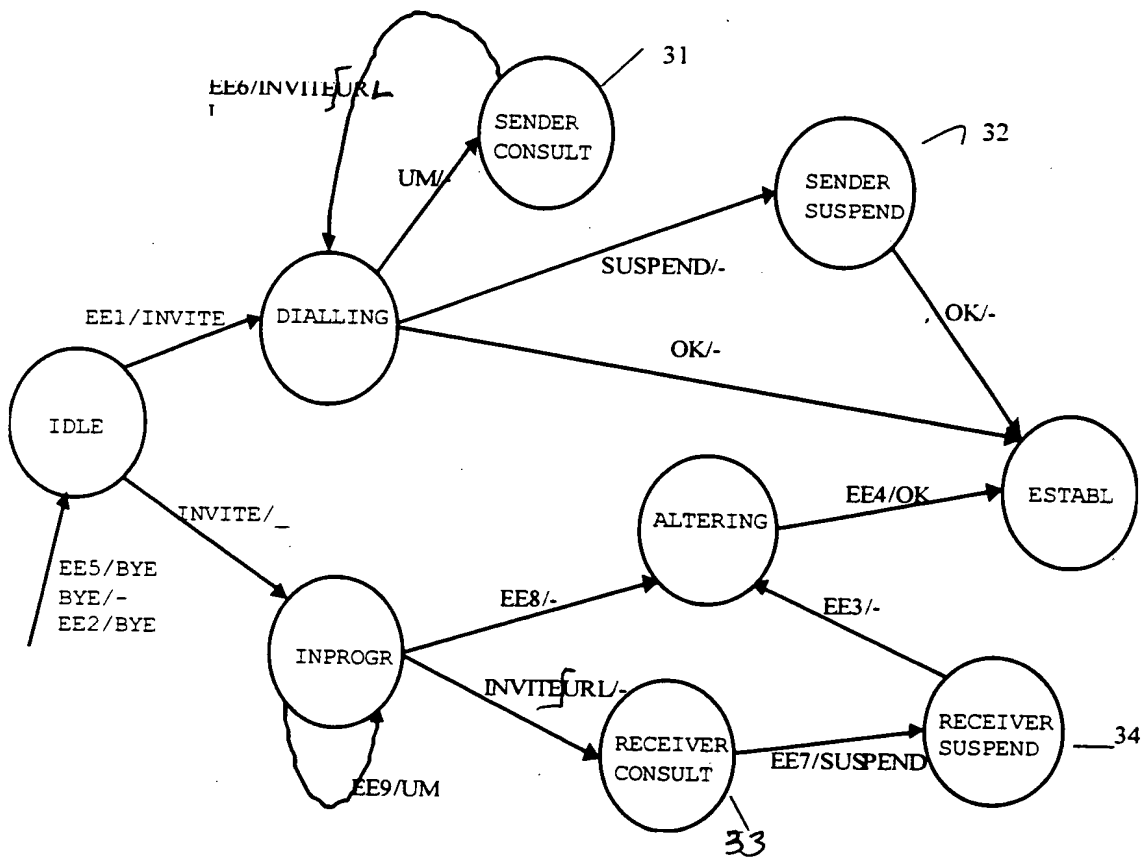 31
EE6/INVITEURL
SENDER
CONSULT
32
UM/-
SENDER
SUSPEND
SUSPEND/-
EE1/INVITE
DIALLING
OK/-
OK/-
IDLE
EE4/OK
ESTABL
ALTERING
INVITE/_
EE5/BYE
BYE/-
EE2/BYE
EE8/-
EE3/-
INPROGR
INVITEURL/-
RECEIVER
SUSPEND
34
RECEIVER
CONSULT
EE7/SUSPEND
EE9/UM
33